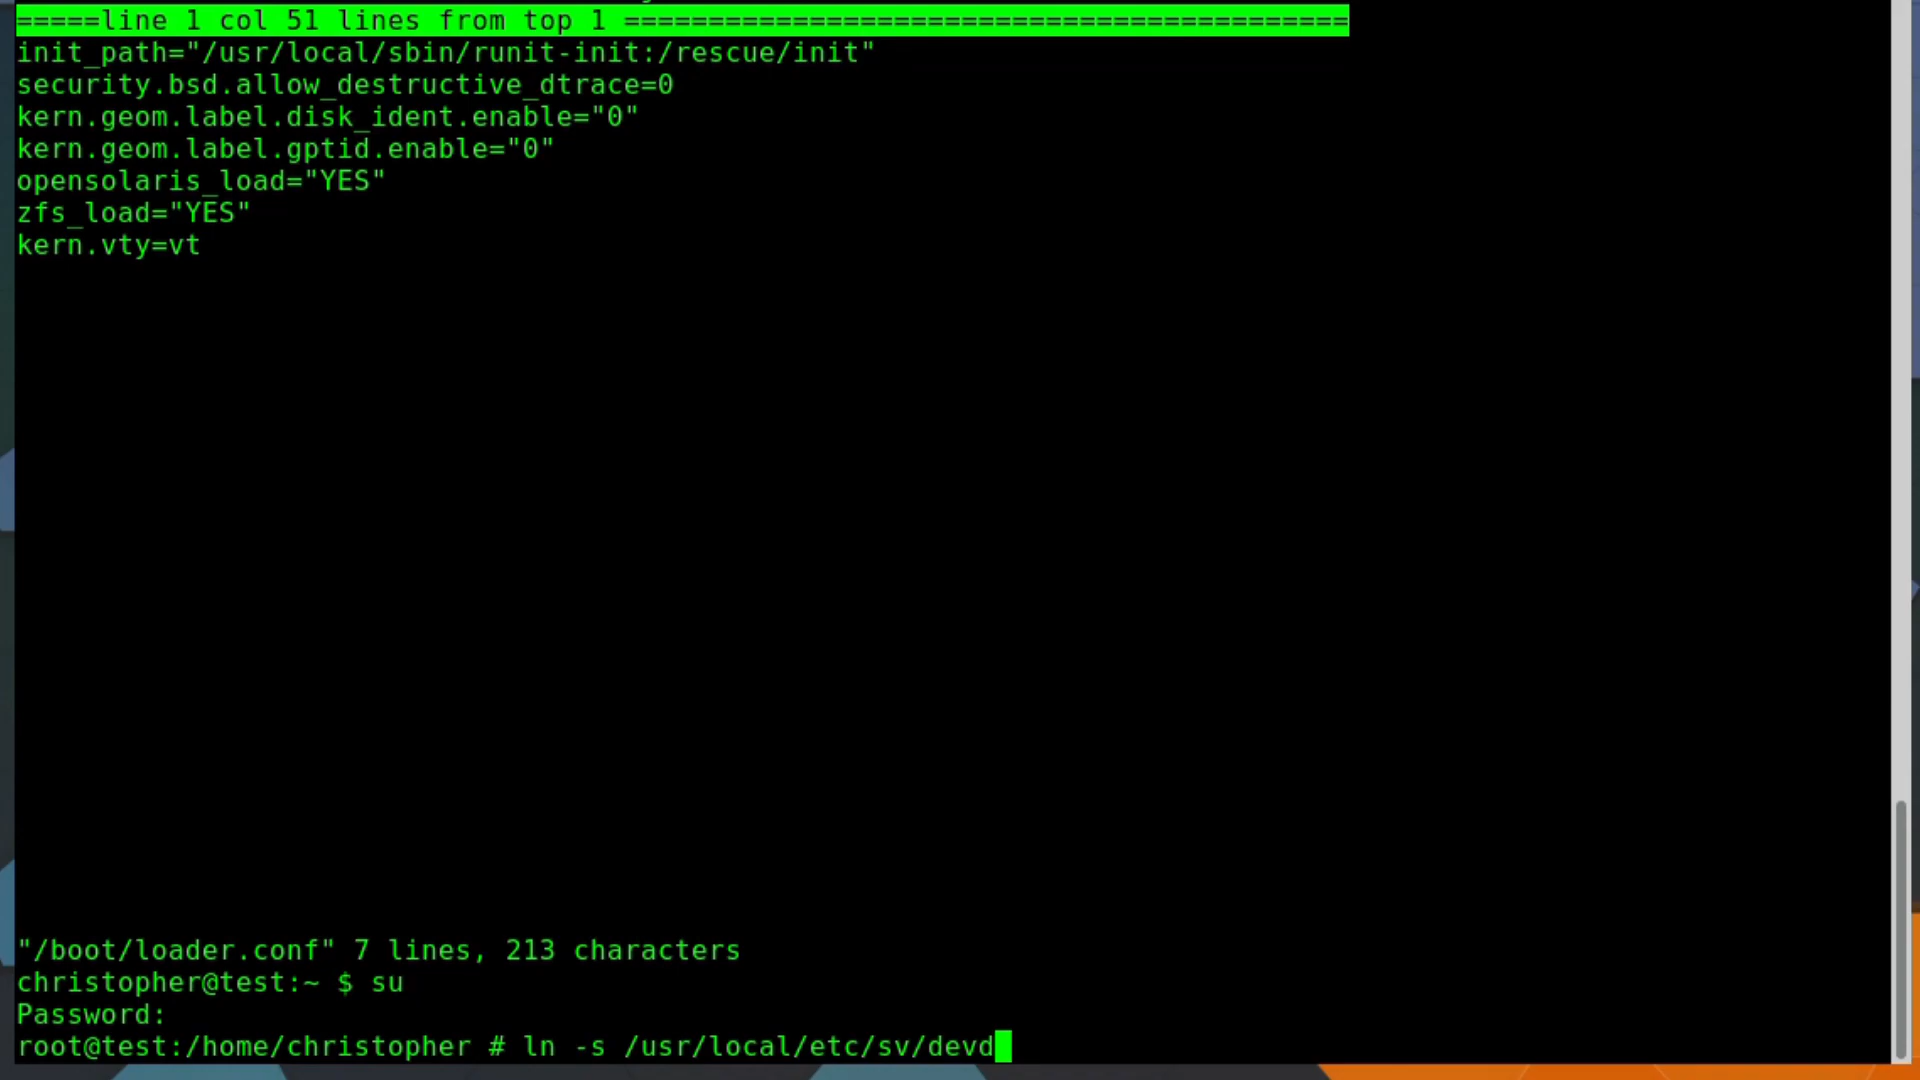 =====line 1 col 51 lines from top 1 ===========================================
init_path="/usr/local/sbin/runit-init:/rescue/init"
security.bsd.allow_destructive_dtrace=0
kern.geom.label.disk_ident.enable="0"
kern.geom.label.gptid.enable="0"
opensolaris_load="YES"
zfs_load="YES"
kern.vty=vt
"/boot/loader.conf" 7 lines, 213 characters
christopher@test:~ $ su
Password:
root@test:/home/christopher # ln -s /usr/local/etc/sv/devd